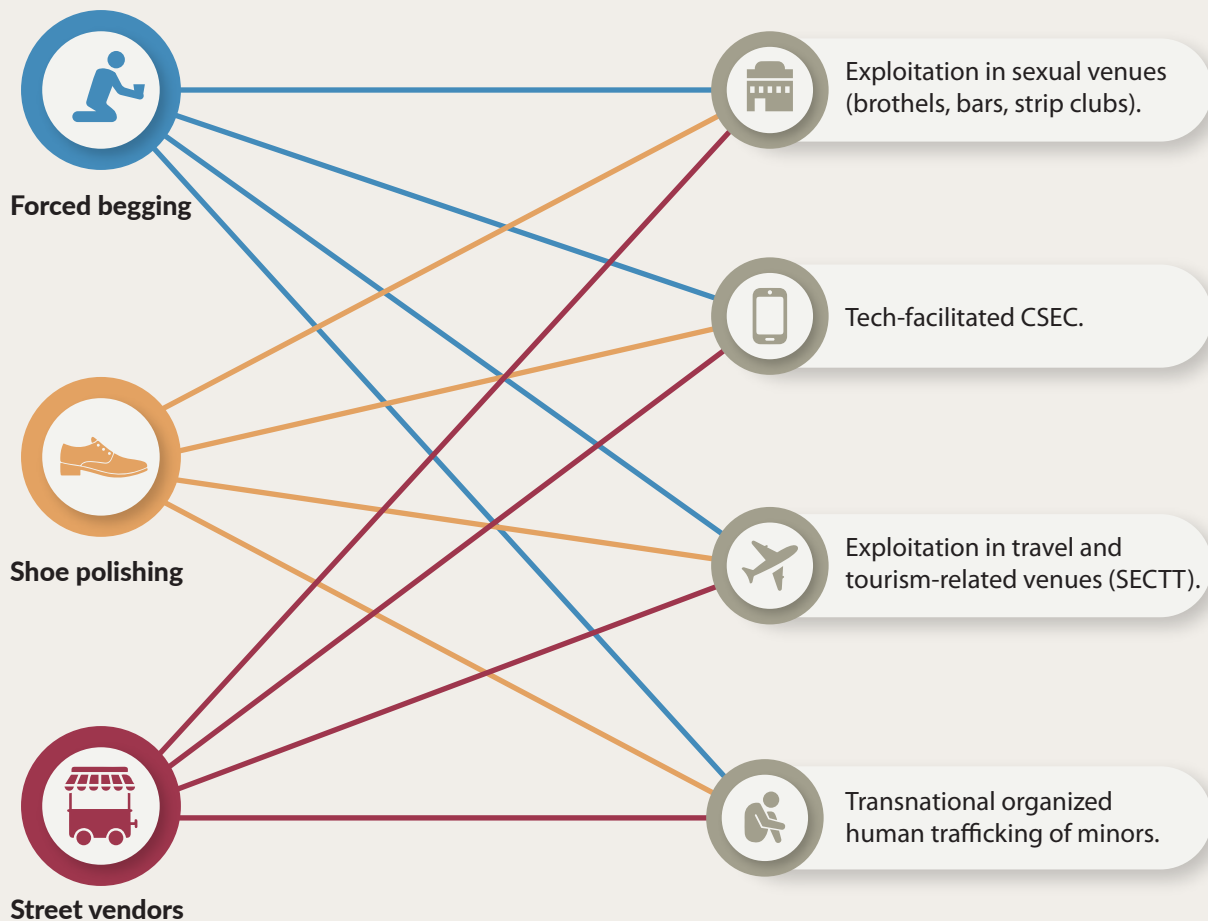 Forced begging
Shoe polishing
Street vendors
Exploitation in sexual venues
(brothels, bars, strip clubs).
Tech-facilitated CSEC.
Exploitation in travel and
tourism-related venues (SECTT).
Transnational organized
human trafficking of minors.